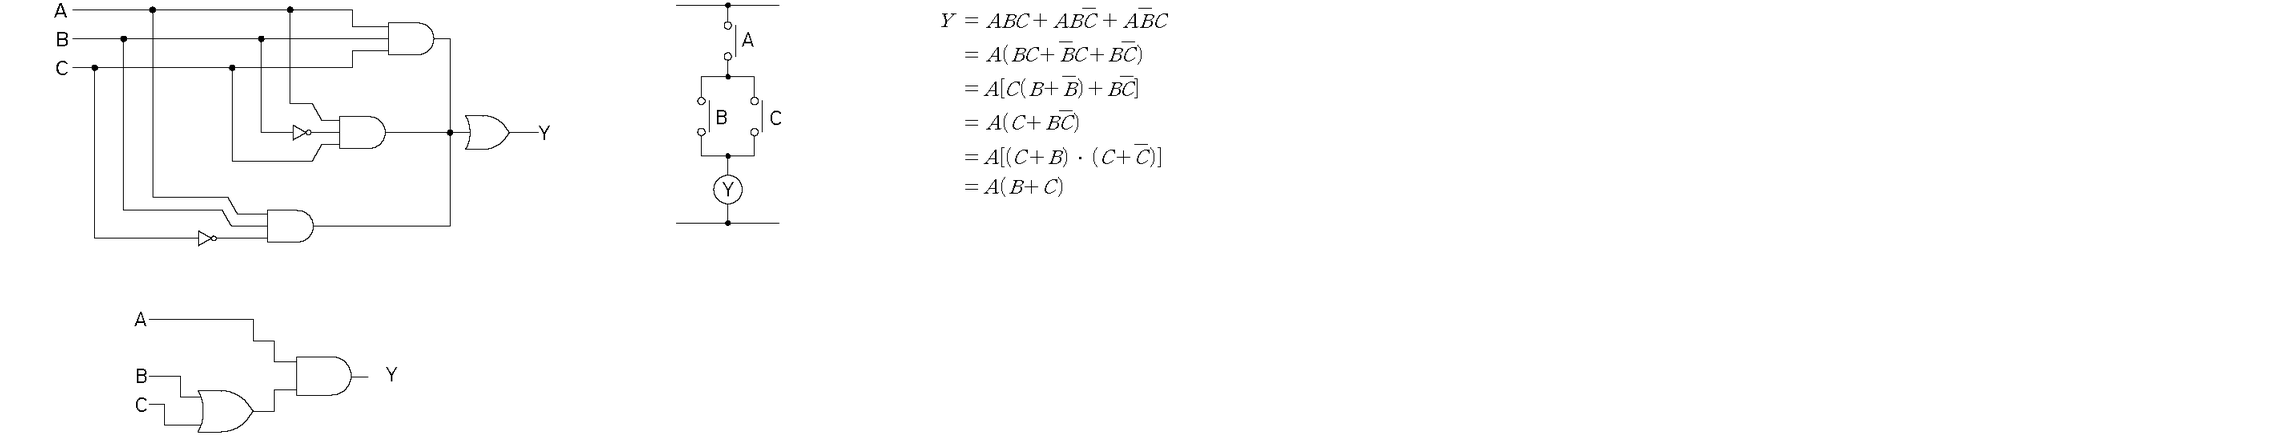 A
B
C
Y
A
B
C
Y
Y = ABC + ABC̅ + AB̅C
= A(BC + B̅C + BC̅)
= A[C(B + B̅) + BC̅]
= A(C + BC̅)
= A[(C + B) · (C + C̅)]
= A(B + C)
A
B
C
Y